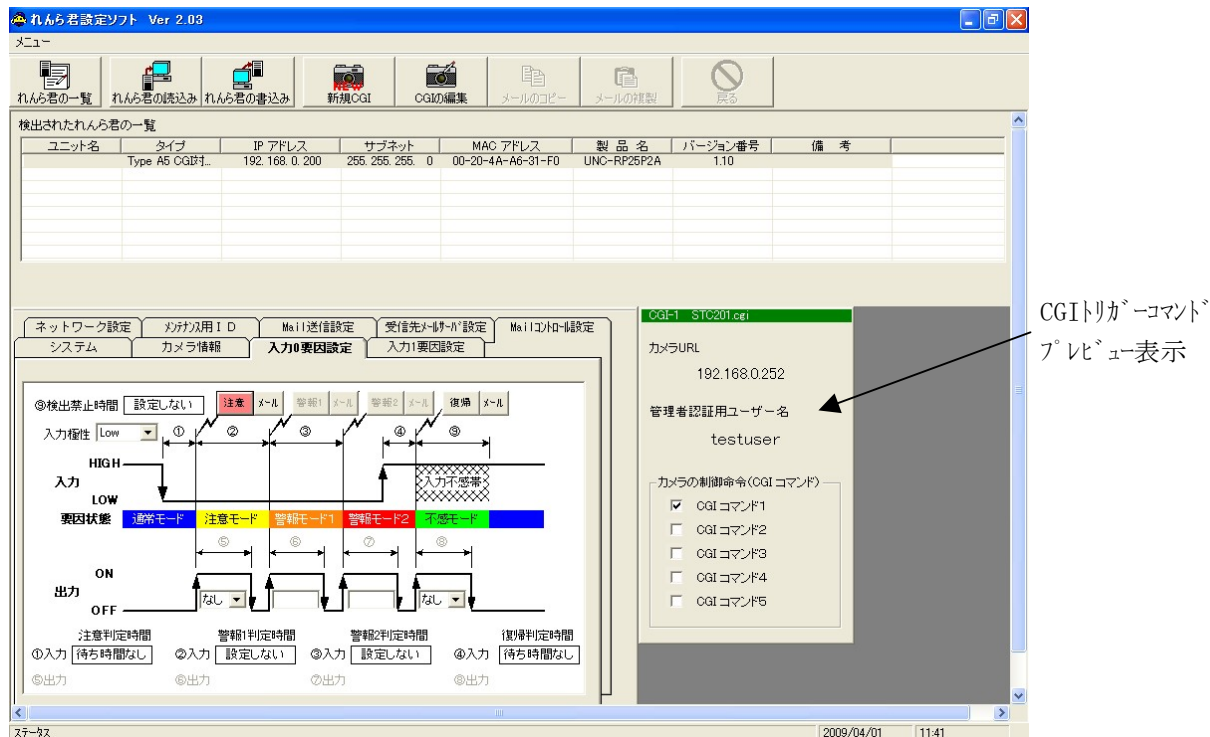 れんら君設定ソフト Ver 2.03
メニュー
れんら君の一覧 れんら君の読込み れんら君の書込み 新規CGI CGIの編集 メールのコピー メールの複製 戻る
検出されたれんら君の一覧
ユニット名 タイプ IP アドレス サブネット MAC アドレス 製 品 名 バージョン番号 備 考
Type A5 CGI対... 192. 168. 0. 200 255. 255. 255. 0 00-20-4A-A6-31-F0 UNC-RP25P2A 1.10
ネットワーク設定 メンテナンス用ＩＤ Mail送信設定 受信先メールサーバ設定 Mailコントロール設定
システム カメラ情報 入力0要因設定 入力1要因設定
⑨検出禁止時間 設定しない 注意 メール 警報1 メール 警報2 メール 復帰 メール
入力極性 Low ① ② ③ ④ ⑨
HIGH
入力 入力不感帯
LOW
要因状態 通常モード 注意モード 警報モード1 警報モード2 不感モード
⑤ ⑥ ⑦ ⑧
ON
出力 なし なし
OFF
注意判定時間 警報1判定時間 警報2判定時間 復帰判定時間
①入力 待ち時間なし ②入力 設定しない ③入力 設定しない ④入力 待ち時間なし
⑤出力 ⑥出力 ⑦出力 ⑧出力
CGI-1 STC201.cgi
カメラURL
192.168.0.252
管理者認証用ユーザー名
testuser
カメラの制御命令(CGI コマンド)
CGI コマンド1
CGI コマンド2
CGI コマンド3
CGI コマンド4
CGI コマンド5
CGIトリガーコマンド
プレビュー表示
ステータス 2009/04/01 11:41